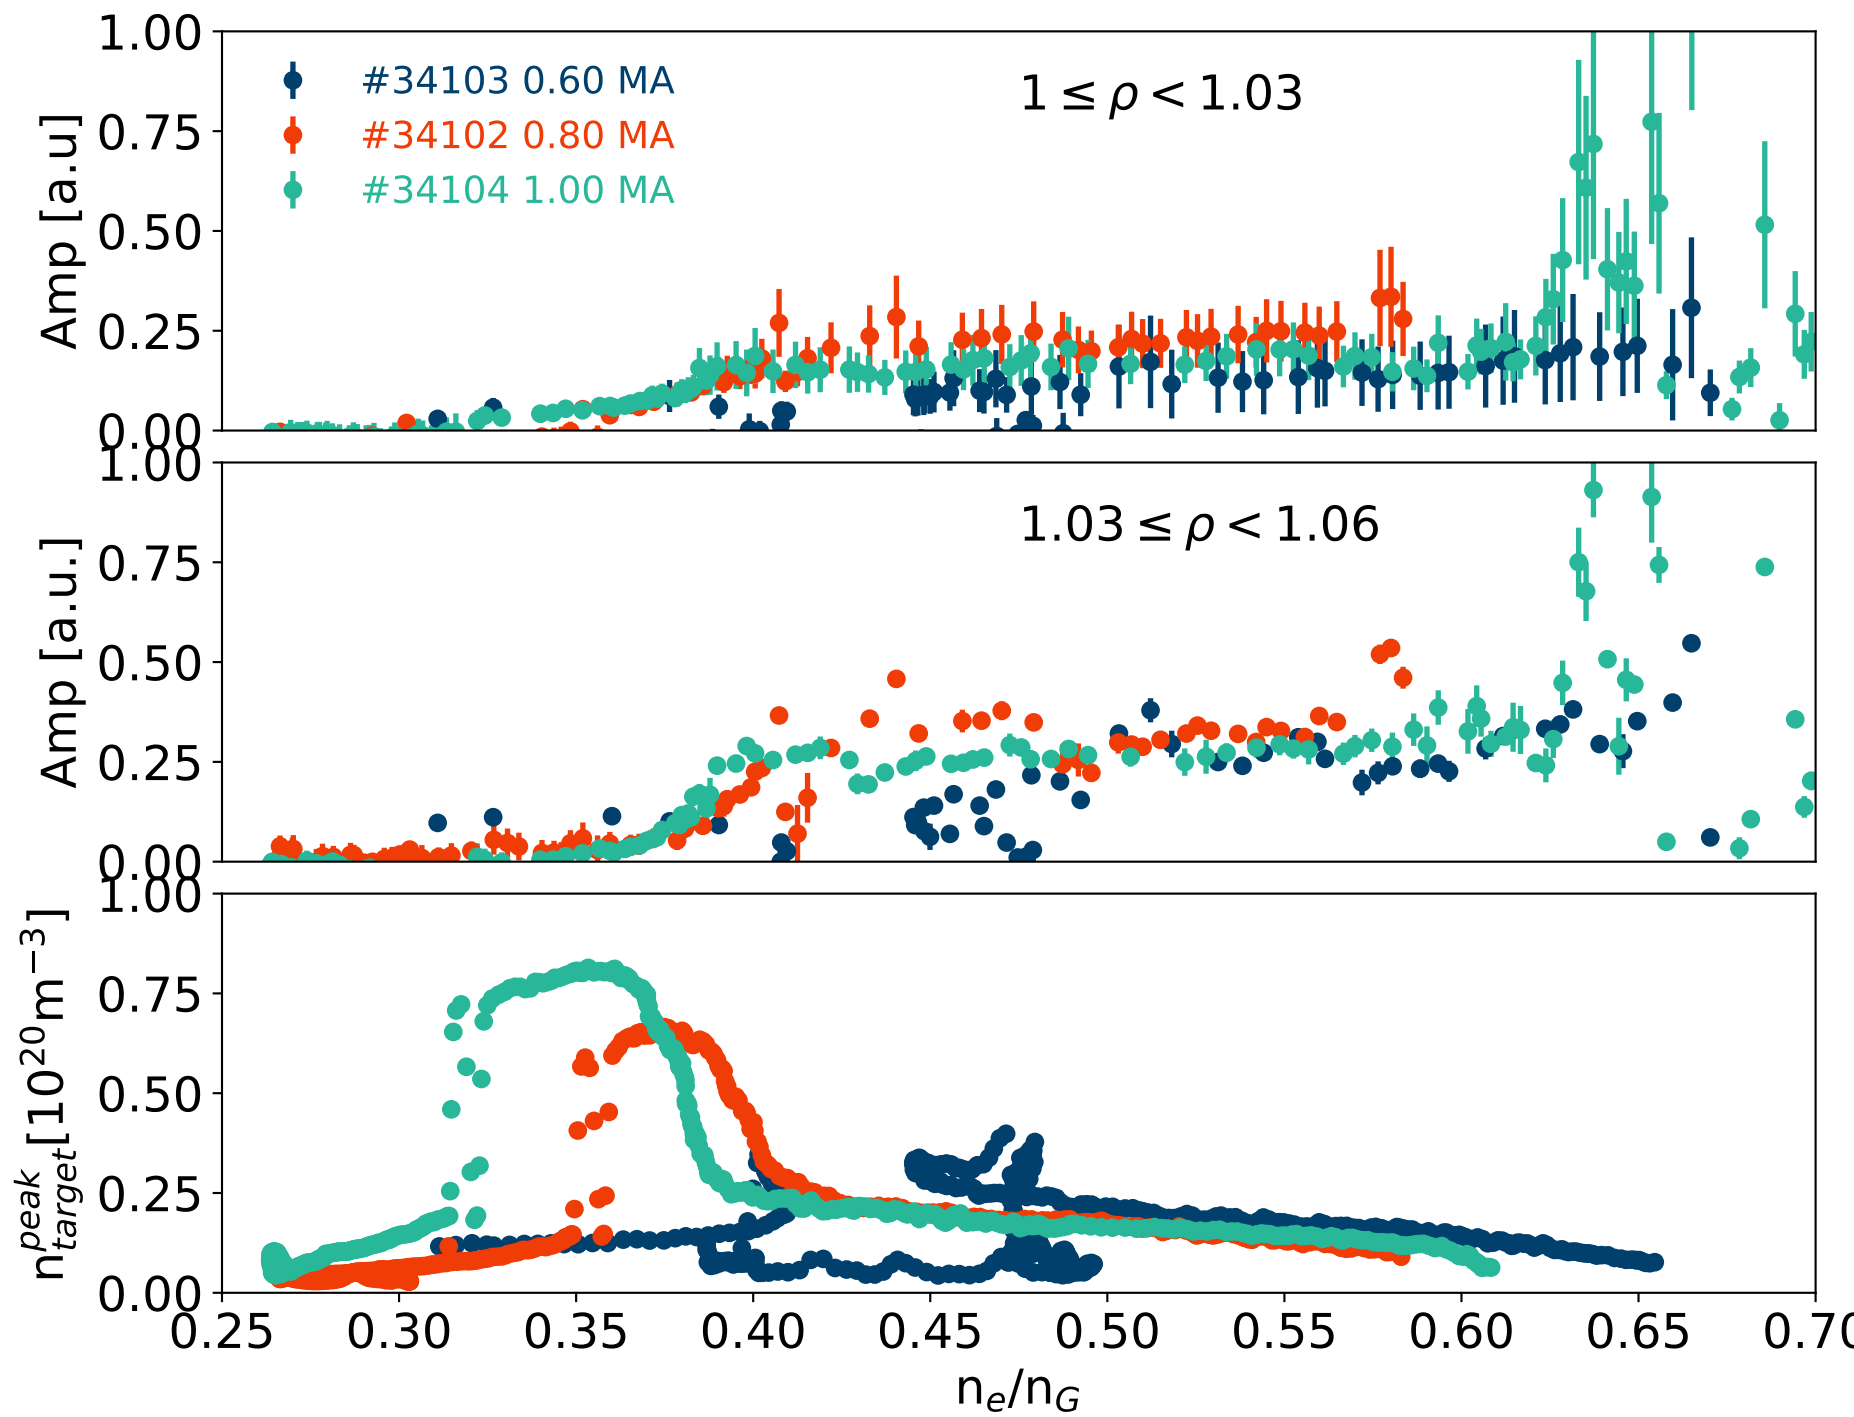 1.00
0.75
0.50
0.25
0.00
Amp [a.u]
#34103 0.60 MA
#34102 0.80 MA
#34104 1.00 MA
1 ≤ ρ < 1.03
1.00
0.75
0.50
0.25
0.00
Amp [a.u.]
1.03 ≤ ρ < 1.06
1.00
0.75
0.50
0.25
0.00
n^{peak}_{target}[10^{20}m^{−3}]
0.25 0.30 0.35 0.40 0.45 0.50 0.55 0.60 0.65 0.70
n_e/n_G